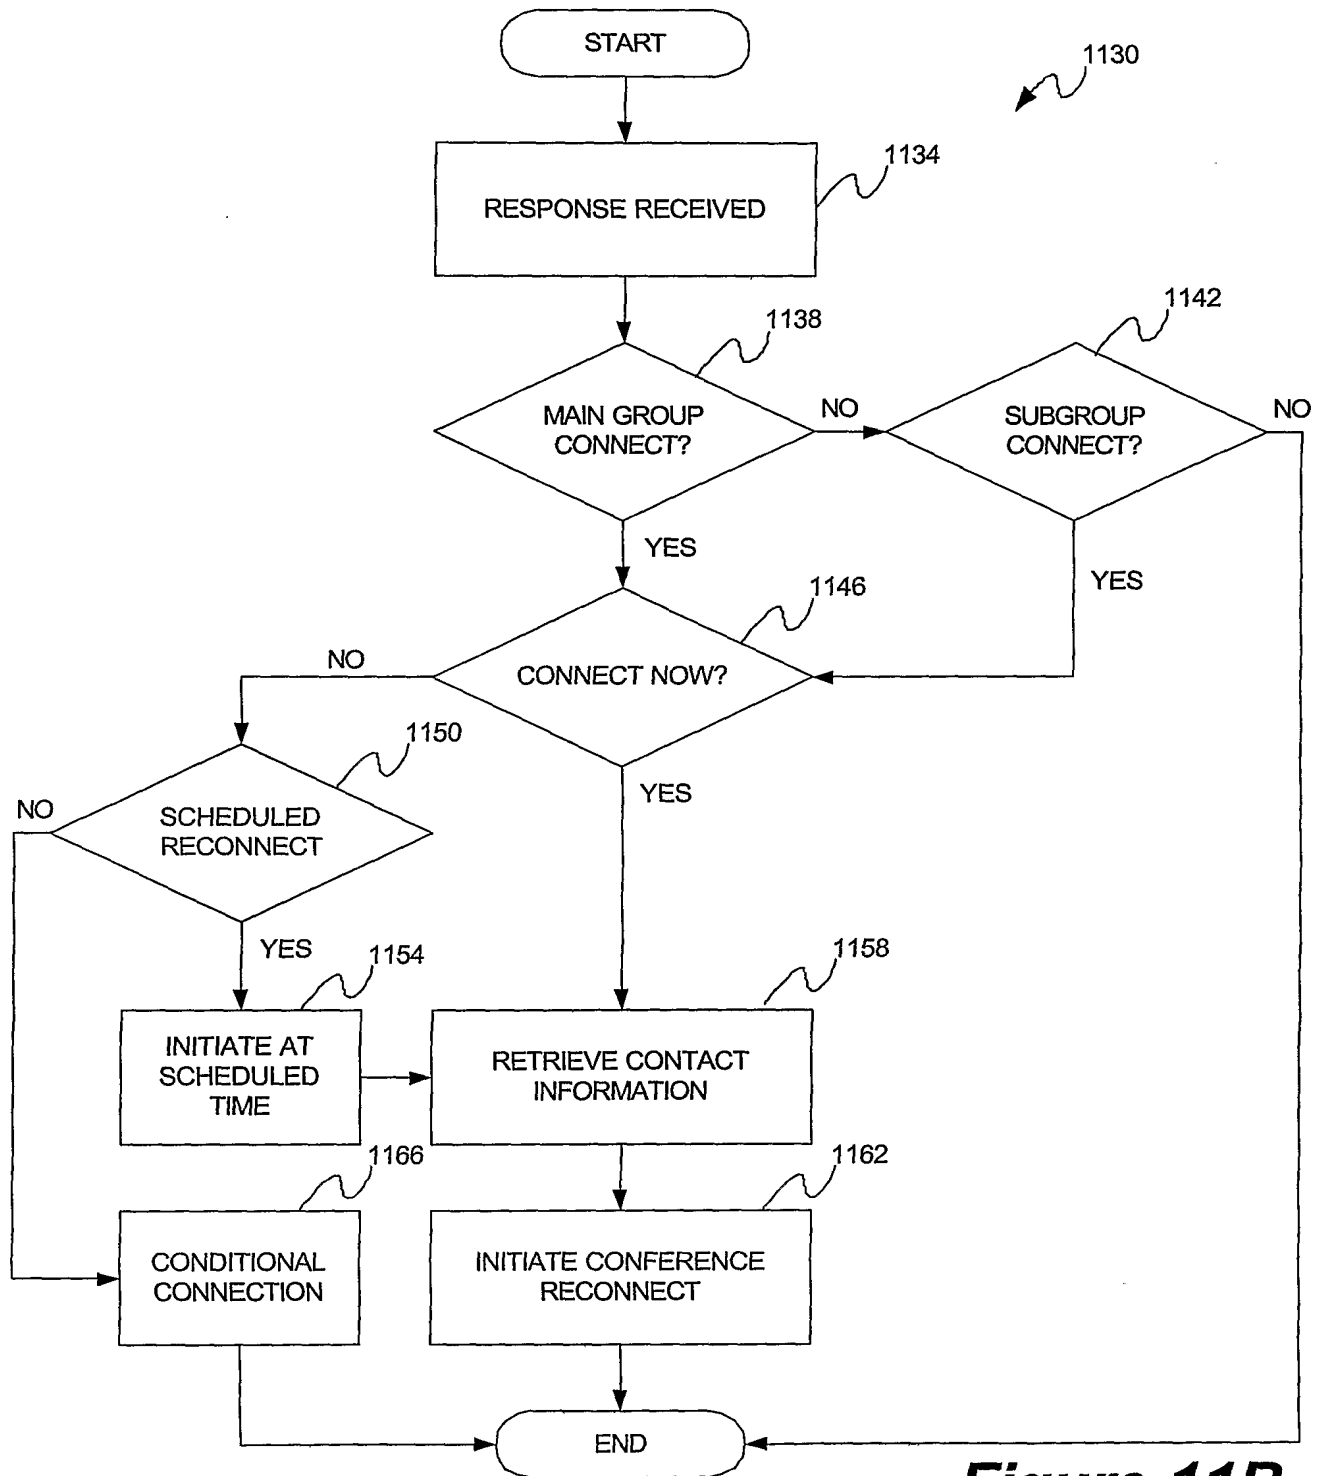 START
1130
RESPONSE RECEIVED
1134
1138
1142
MAIN GROUP
CONNECT?
NO
SUBGROUP
CONNECT?
NO
YES
YES
1146
CONNECT NOW?
NO
YES
1150
SCHEDULED
RECONNECT
NO
YES
1154
1158
INITIATE AT
SCHEDULED
TIME
RETRIEVE CONTACT
INFORMATION
1166
1162
CONDITIONAL
CONNECTION
INITIATE CONFERENCE
RECONNECT
END
Figure 11B